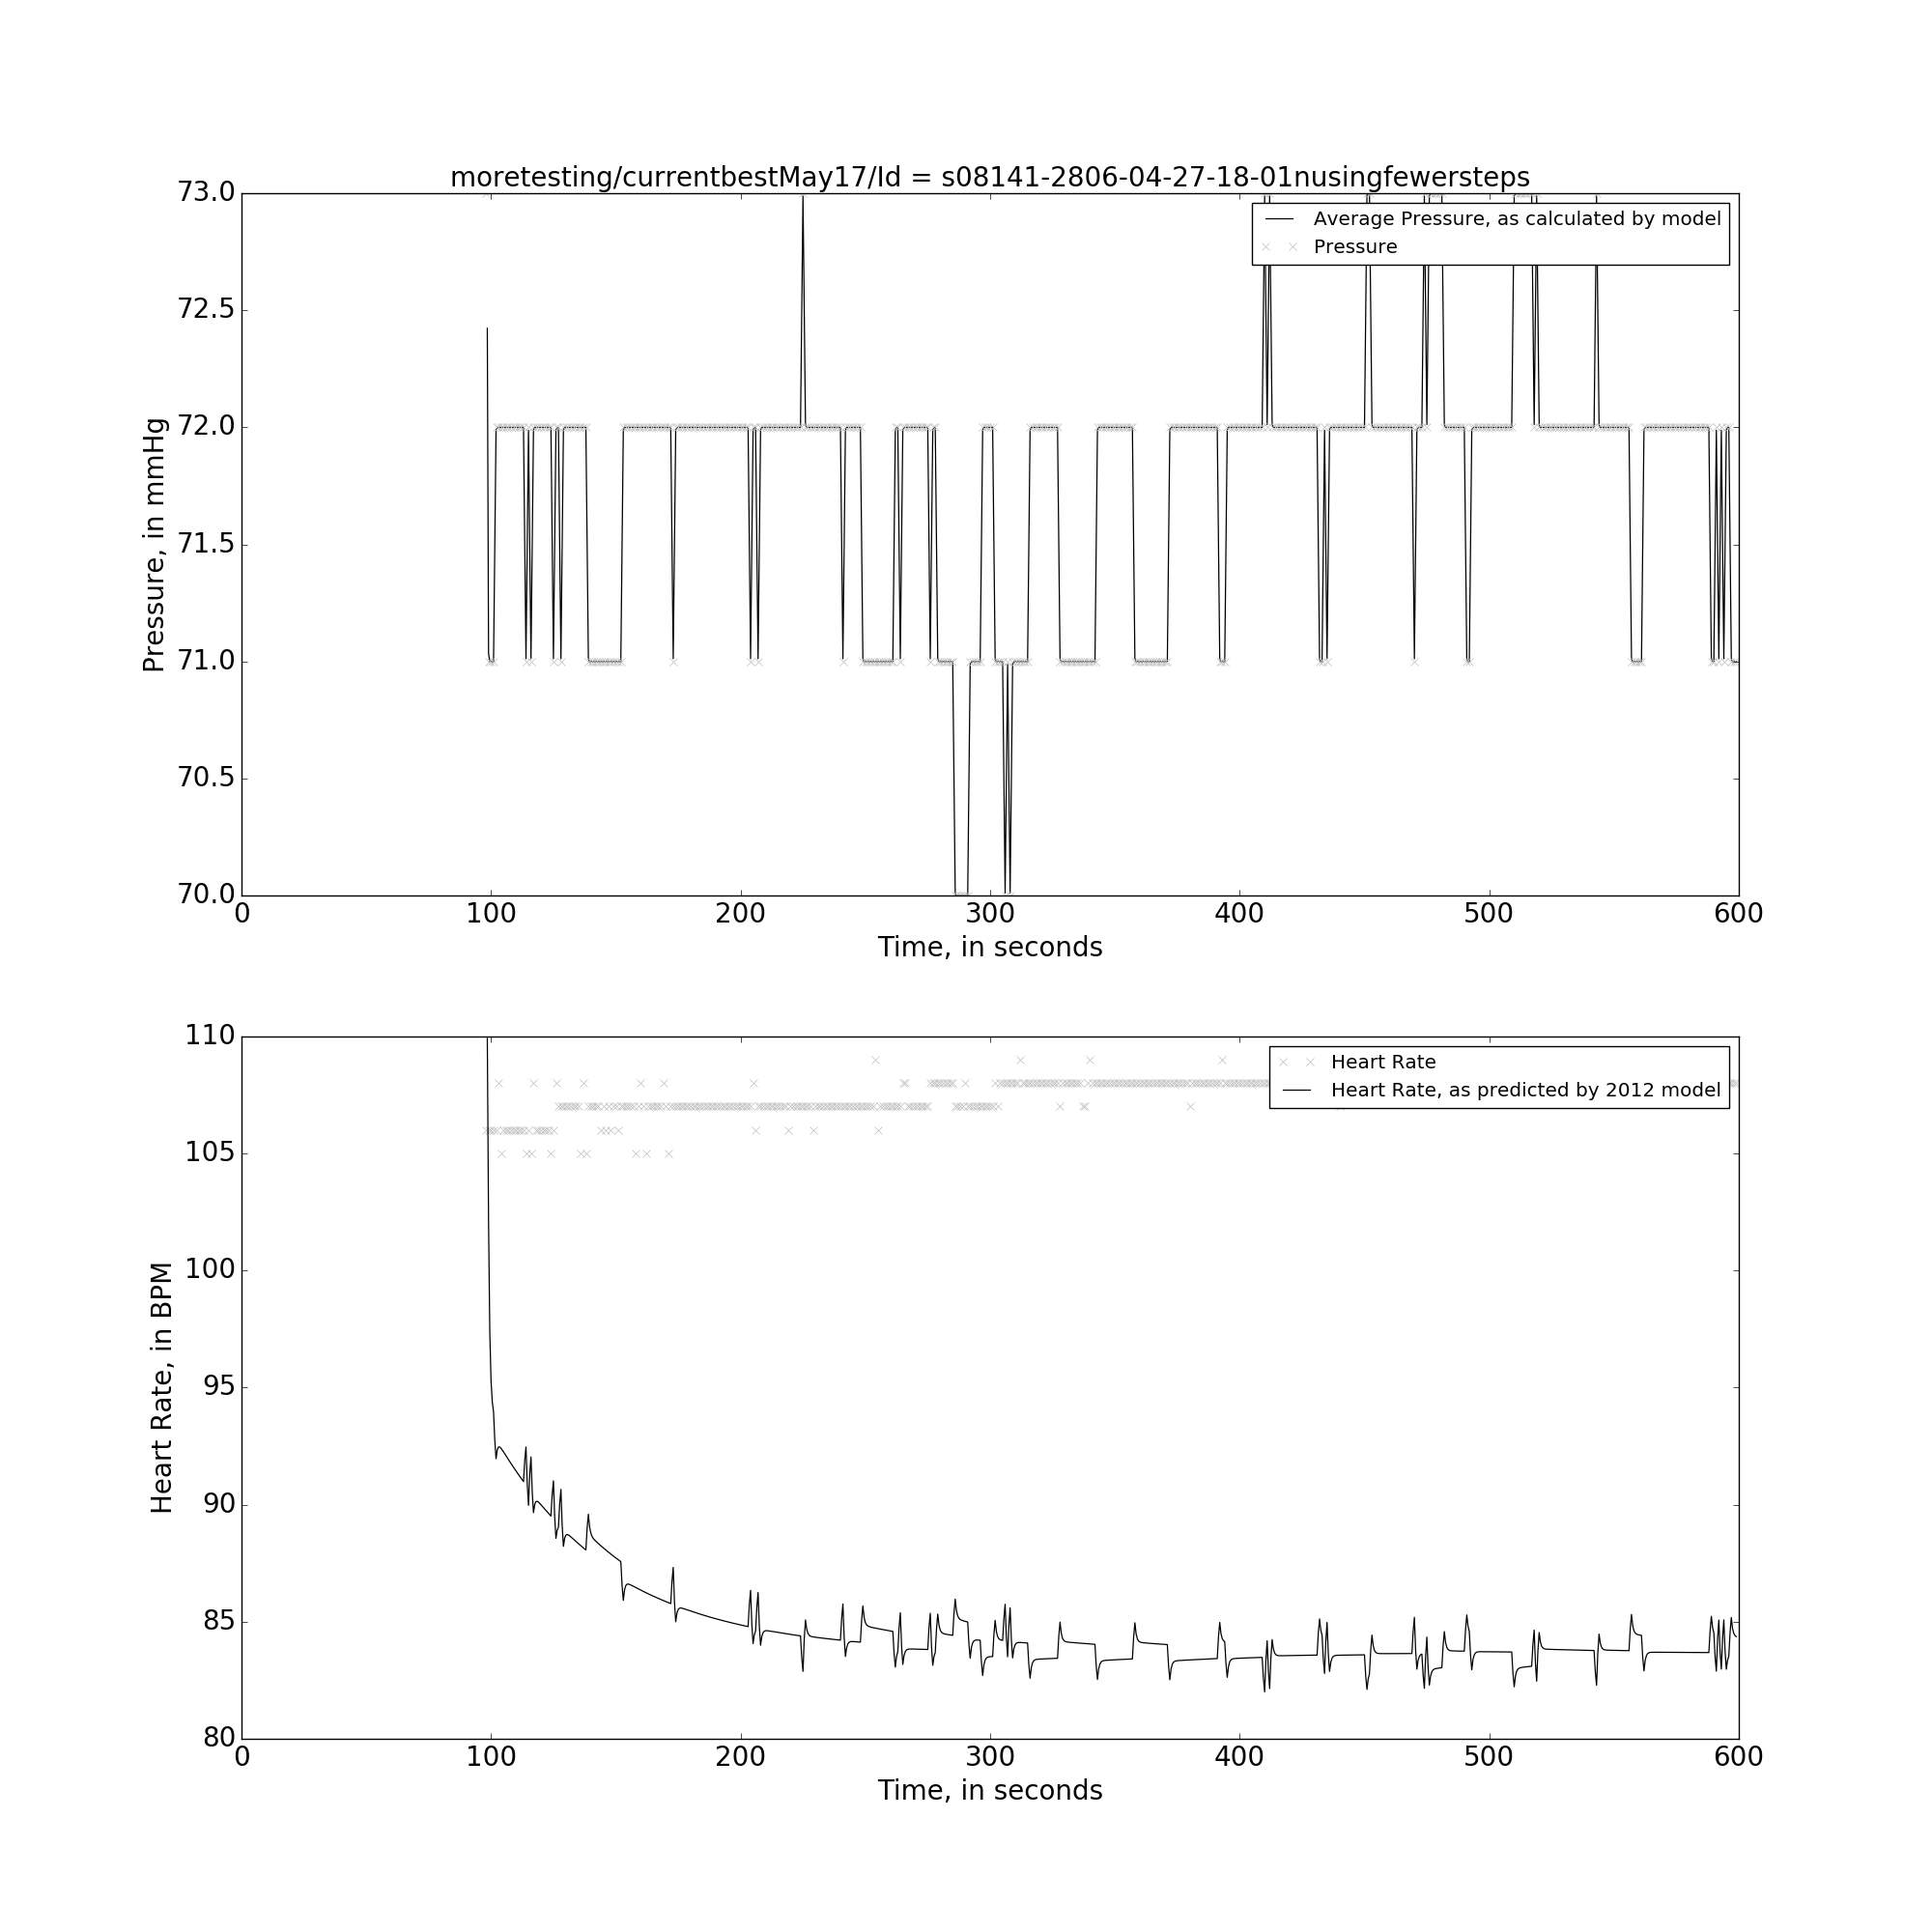 moretesting/currentbestMay17/Id = s08141-2806-04-27-18-01nusingfewersteps
73.0
72.5
72.0
71.5
71.0
70.5
70.0
Pressure, in mmHg
Average Pressure, as calculated by model
Pressure
0 100 200 300 400 500 600
Time, in seconds
110
105
100
95
90
85
80
Heart Rate, in BPM
Heart Rate
Heart Rate, as predicted by 2012 model
0 100 200 300 400 500 600
Time, in seconds